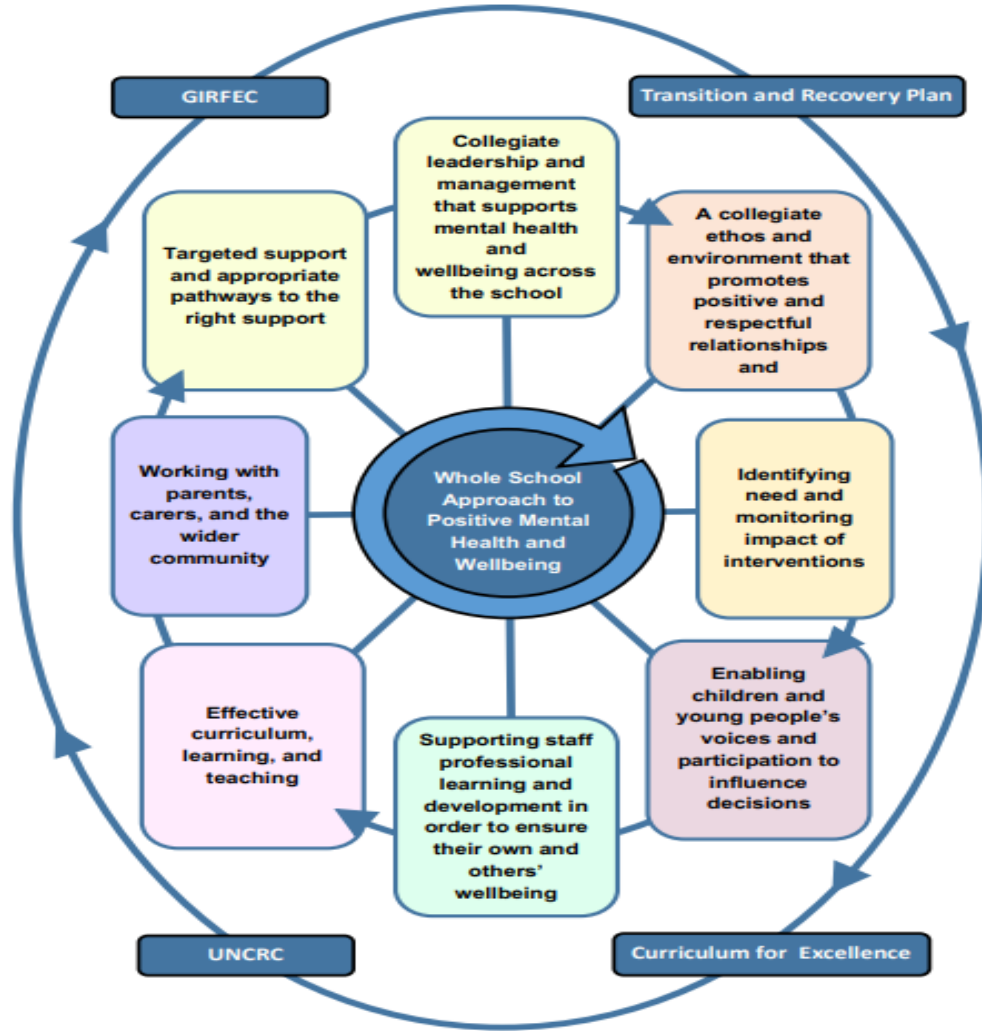 GIRFEC
Transition and Recovery Plan
Collegiate
leadership and
management
that supports
mental health
and
wellbeing across
the school
A collegiate
ethos and
environment that
promotes
positive and
respectful
relationships and
Identifying
need and
monitoring
impact of
interventions
Enabling
children and
young people’s
voices and
participation to
influence
decisions
Supporting staff
professional
learning and
development in
order to ensure
their own and
others’
wellbeing
Effective
curriculum,
learning, and
teaching
Working with
parents,
carers, and the
wider
community
Targeted support
and appropriate
pathways to the
right support
Whole School
Approach to
Positive Mental
Health and
Wellbeing
UNCRC
Curriculum for Excellence